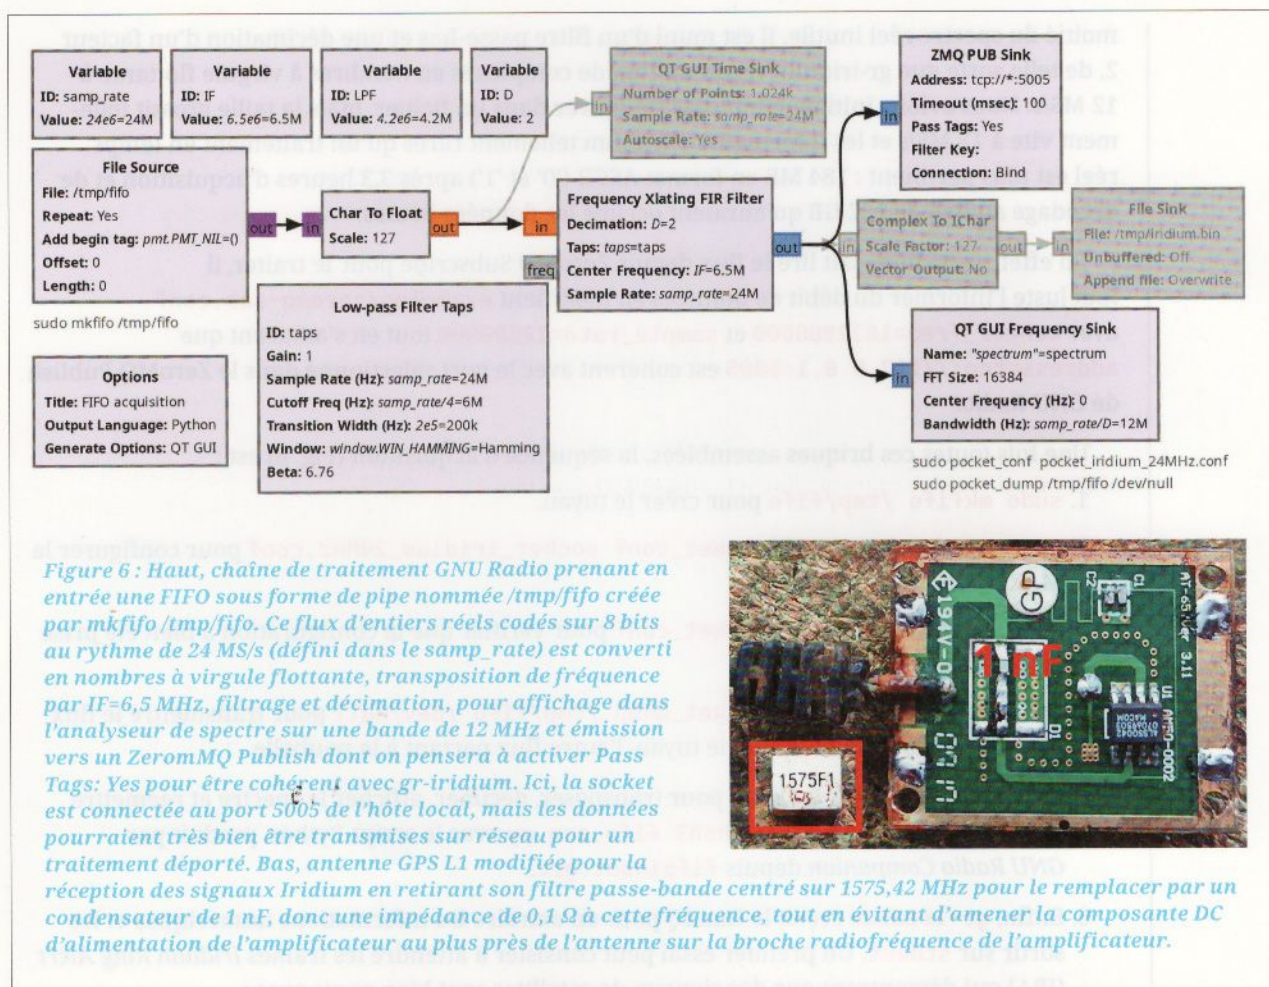 Variable
ID: samp_rate
Value: 24e6=24M
Variable
ID: IF
Value: 6.5e6=6.5M
Variable
ID: LPF
Value: 4.2e6=4.2M
Variable
ID: D
Value: 2
QT GUI Time Sink
Number of Points: 1.024k
Sample Rate: samp_rate=24M
Autoscale: Yes
in
ZMQ PUB Sink
Address: tcp://*:5005
Timeout (msec): 100
Pass Tags: Yes
Filter Key:
Connection: Bind
in
File Source
File: /tmp/fifo
Repeat: Yes
Add begin tag: pmt.PMT_NIL=()
Offset: 0
Length: 0
out
sudo mkfifo /tmp/fifo
in
Char To Float
Scale: 127
out
Frequency Xlating FIR Filter
Decimation: D=2
Taps: taps=taps
Center Frequency: IF=6.5M
Sample Rate: samp_rate=24M
in
freq
out
Complex To IChar
Scale Factor: 127
Vector Output: No
in
out
File Sink
File: /tmp/iridium.bin
Unbuffered: Off
Append file: Overwrite
in
Low-pass Filter Taps
ID: taps
Gain: 1
Sample Rate (Hz): samp_rate=24M
Cutoff Freq (Hz): samp_rate/4=6M
Transition Width (Hz): 2e5=200k
Window: window.WIN_HAMMING=Hamming
Beta: 6.76
QT GUI Frequency Sink
Name: "spectrum"=spectrum
FFT Size: 16384
Center Frequency (Hz): 0
Bandwidth (Hz): samp_rate/D=12M
in
Options
Title: FIFO acquisition
Output Language: Python
Generate Options: QT GUI
sudo pocket_conf pocket_iridium_24MHz.conf
sudo pocket_dump /tmp/fifo /dev/null
Figure 6 : Haut, chaîne de traitement GNU Radio prenant en
entrée une FIFO sous forme de pipe nommée /tmp/fifo créée
par mkfifo /tmp/fifo. Ce flux d'entiers réels codés sur 8 bits
au rythme de 24 MS/s (défini dans le samp_rate) est converti
en nombres à virgule flottante, transposition de fréquence
par IF=6,5 MHz, filtrage et décimation, pour affichage dans
l'analyseur de spectre sur une bande de 12 MHz et émission
vers un ZeromMQ Publish dont on pensera à activer Pass
Tags: Yes pour être cohérent avec gr-iridium. Ici, la socket
est connectée au port 5005 de l'hôte local, mais les données
pourraient très bien être transmises sur réseau pour un
traitement déporté. Bas, antenne GPS L1 modifiée pour la
réception des signaux Iridium en retirant son filtre passe-bande centré sur 1575,42 MHz pour le remplacer par un
condensateur de 1 nF, donc une impédance de 0,1 Ω à cette fréquence, tout en évitant d'amener la composante DC
d'alimentation de l'amplificateur au plus près de l'antenne sur la broche radiofréquence de l'amplificateur.
GP
1 nF
1575F1
C1
D1
U1
3.11